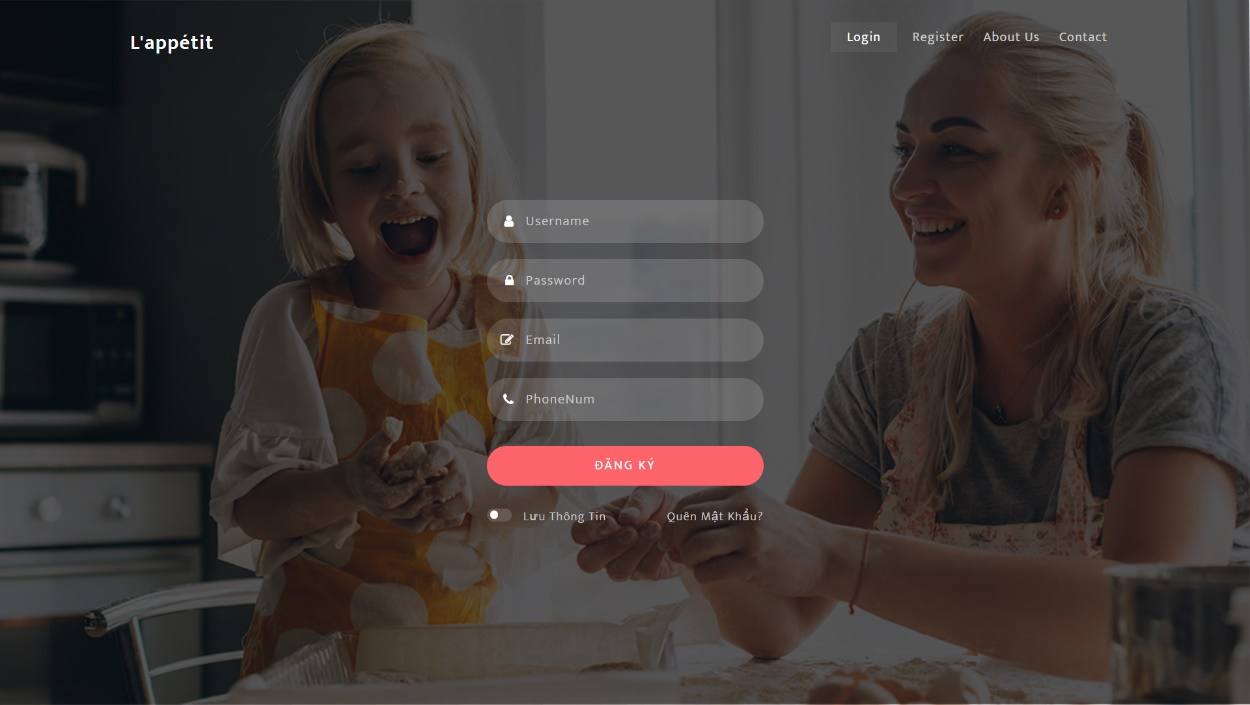 L'appétit
Login
Register
About Us
Contact
Username
Password
Email
PhoneNum
ĐĂNG KÝ
Lưu Thông Tin
Quên Mật Khẩu?